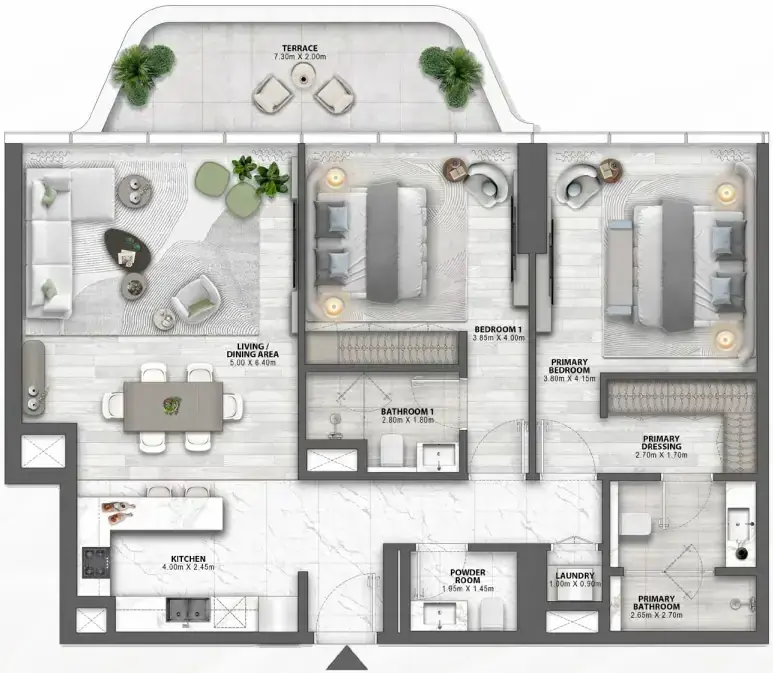 TERRACE
7.30m X 2.00m
LIVING /
DINING AREA
5.00 X 6.40m
BEDROOM 1
3.85m X 4.00m
PRIMARY
BEDROOM
3.80m X 4.15m
BATHROOM 1
2.80m X 1.80m
PRIMARY
DRESSING
2.70m X 1.70m
KITCHEN
4.00m X 2.45m
POWDER
ROOM
1.95m X 1.45m
LAUNDRY
1.00m X 0.90m
PRIMARY
BATHROOM
2.65m X 2.70m